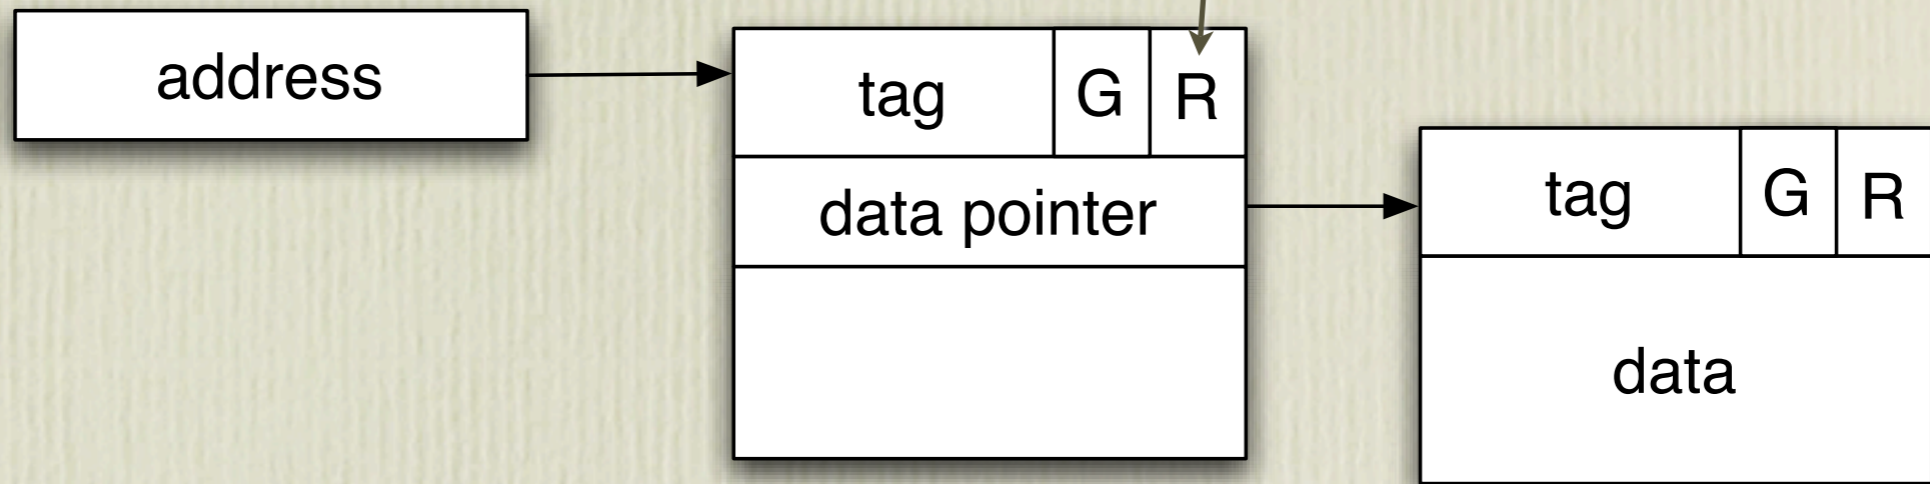 address
tag G R
data pointer
tag G R
data